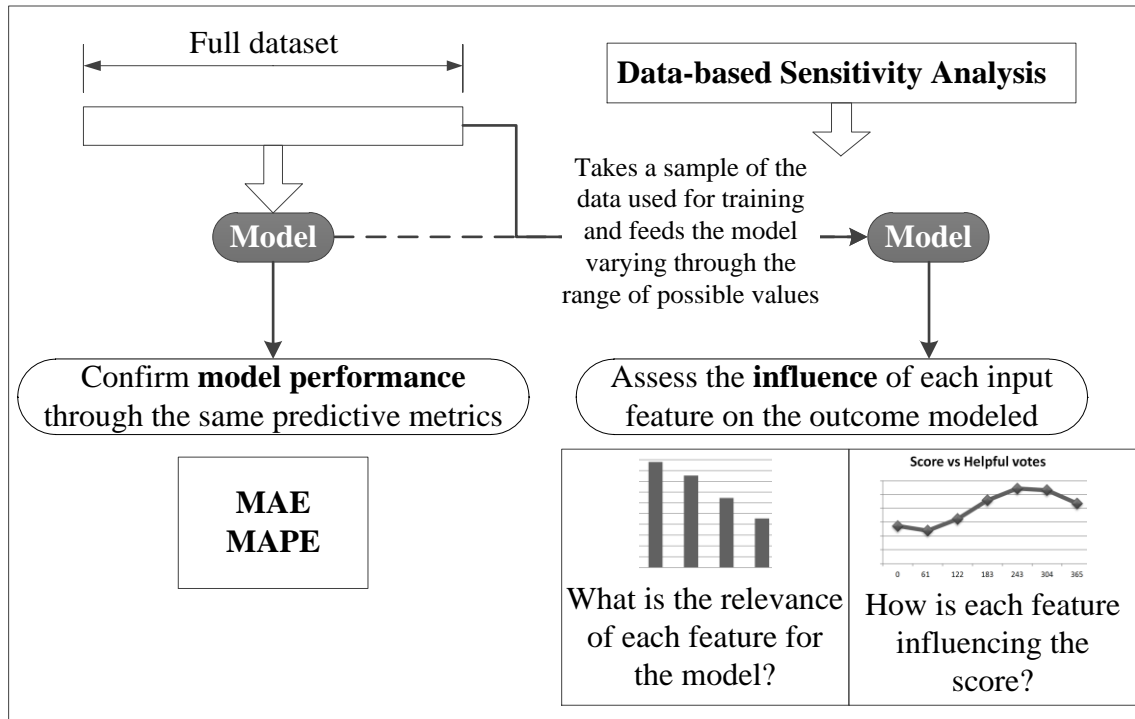 Full dataset
Model
Confirm model performance
through the same predictive metrics
MAE
MAPE
Data-based Sensitivity Analysis
Takes a sample of the
data used for training
and feeds the model
varying through the
range of possible values
Model
Assess the influence of each input
feature on the outcome modeled
What is the relevance
of each feature for
the model?
Score vs Helpful votes
0 61 122 183 243 304 365
How is each feature
influencing the
score?